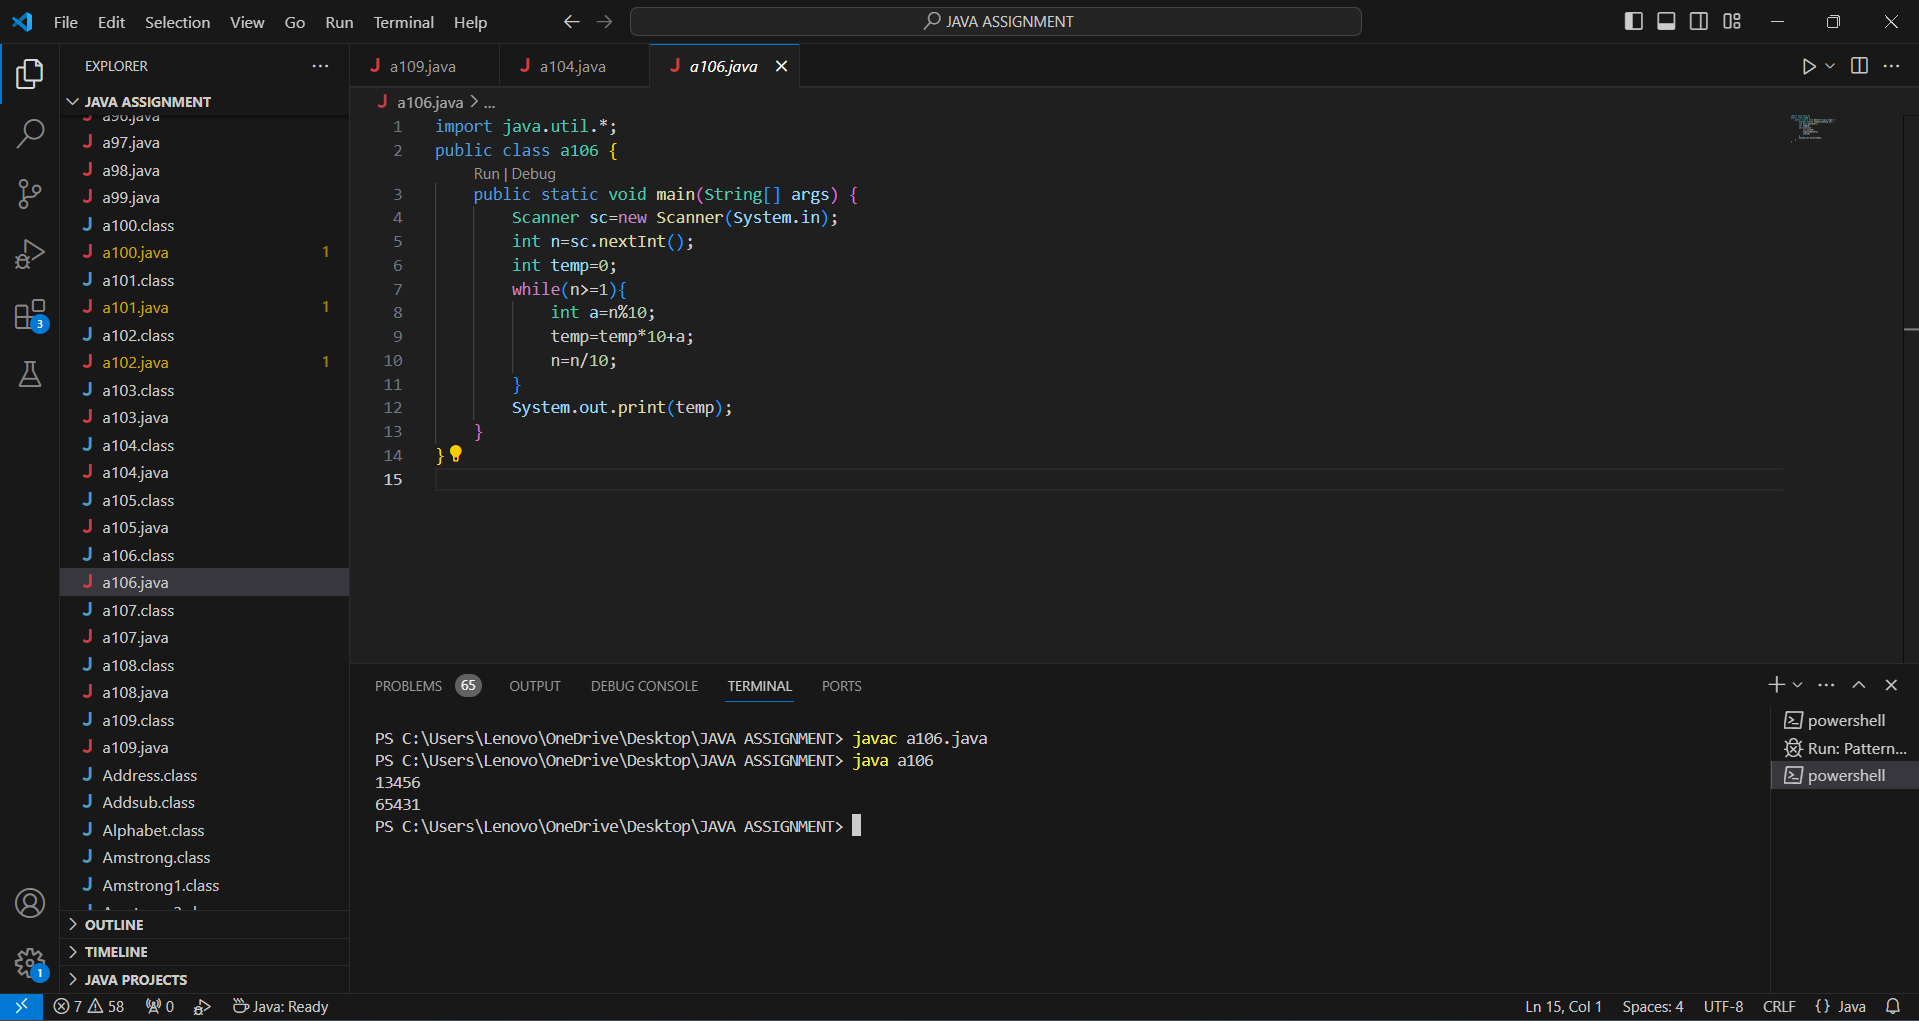 File Edit Selection View Go Run Terminal Help
JAVA ASSIGNMENT
EXPLORER
JAVA ASSIGNMENT
a96.java
a97.java
a98.java
a99.java
a100.class
a100.java 1
a101.class
a101.java 1
a102.class
a102.java 1
a103.class
a103.java
a104.class
a104.java
a105.class
a105.java
a106.class
a106.java
a107.class
a107.java
a108.class
a108.java
a109.class
a109.java
Address.class
Addsub.class
Alphabet.class
Amstrong.class
Amstrong1.class
OUTLINE
TIMELINE
JAVA PROJECTS
3
1
a109.java a104.java a106.java
a106.java > ...
1 import java.util.*;
2 public class a106 {
Run | Debug
3 public static void main(String[] args) {
4 Scanner sc=new Scanner(System.in);
5 int n=sc.nextInt();
6 int temp=0;
7 while(n>=1){
8 int a=n%10;
9 temp=temp*10+a;
10 n=n/10;
11 }
12 System.out.print(temp);
13 }
14 }
15
PROBLEMS 65 OUTPUT DEBUG CONSOLE TERMINAL PORTS
PS C:\Users\Lenovo\OneDrive\Desktop\JAVA ASSIGNMENT> javac a106.java
PS C:\Users\Lenovo\OneDrive\Desktop\JAVA ASSIGNMENT> java a106
13456
65431
PS C:\Users\Lenovo\OneDrive\Desktop\JAVA ASSIGNMENT>
powershell
Run: Pattern...
powershell
7 58 0 Java: Ready
Ln 15, Col 1 Spaces: 4 UTF-8 CRLF {} Java